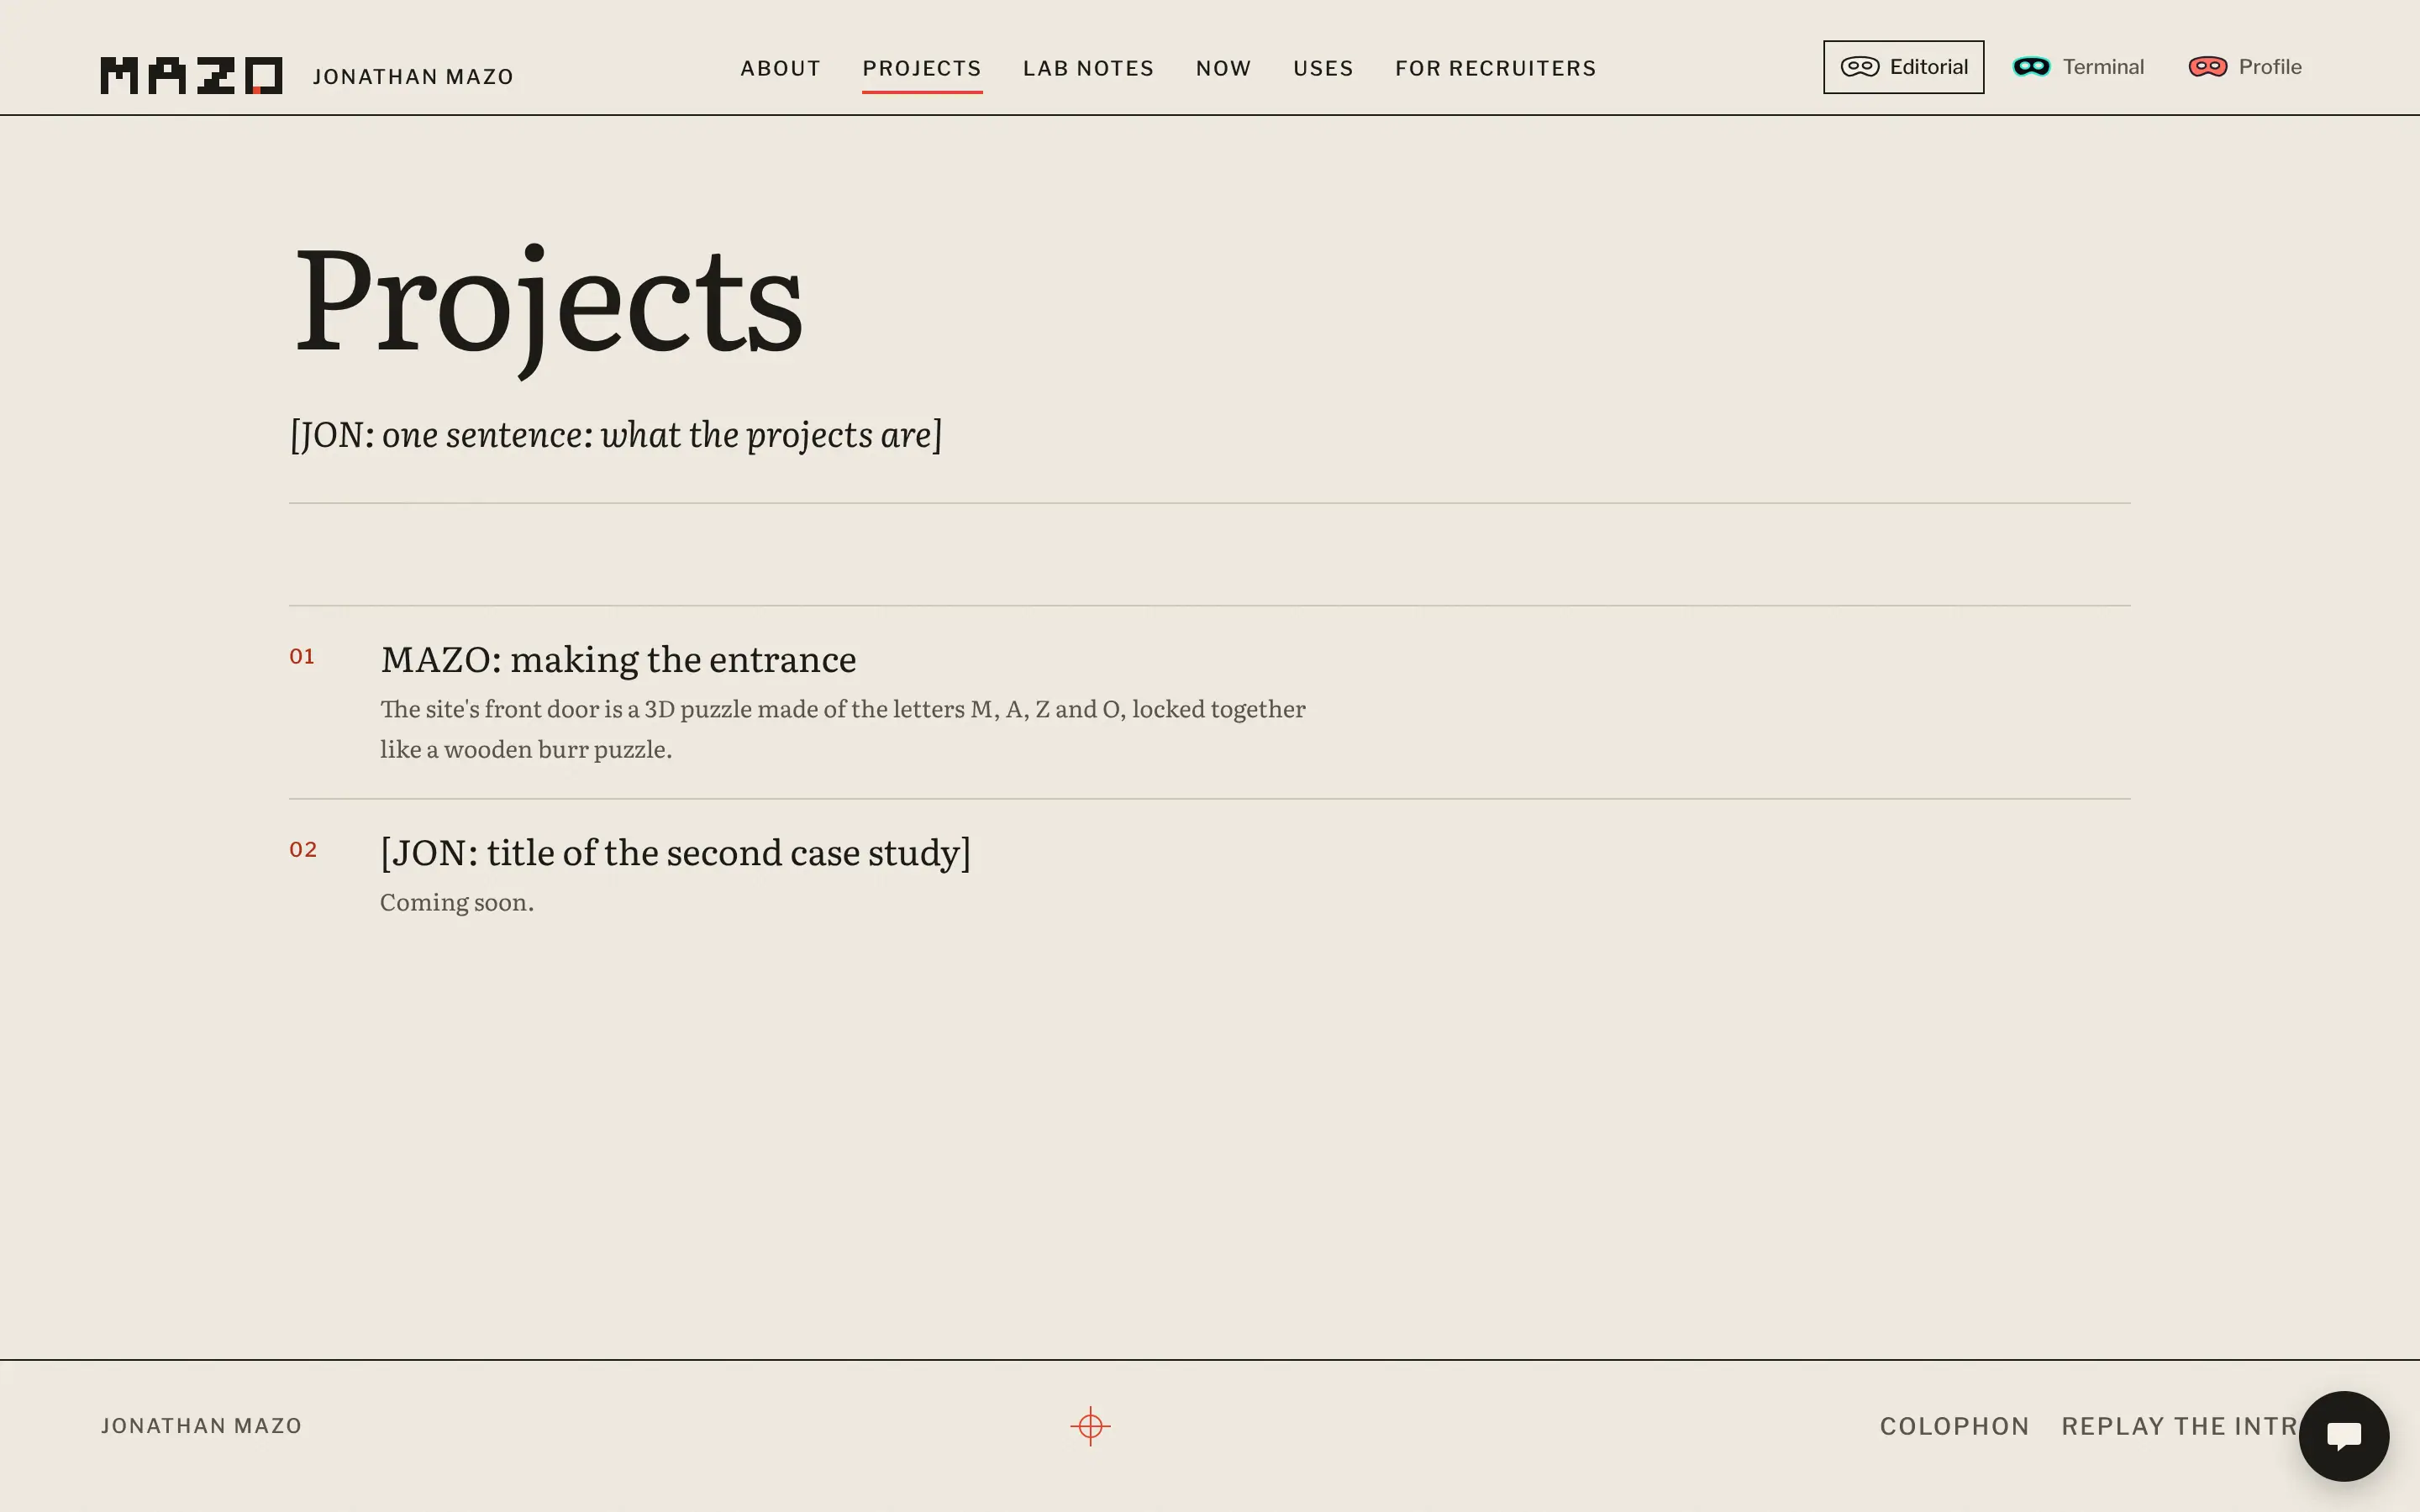 MAZO JONATHAN MAZO
ABOUT PROJECTS LAB NOTES NOW USES FOR RECRUITERS
Editorial Terminal Profile
Projects
[JON: one sentence: what the projects are]
01 MAZO: making the entrance
The site's front door is a 3D puzzle made of the letters M, A, Z and O, locked together
like a wooden burr puzzle.
02 [JON: title of the second case study]
Coming soon.
JONATHAN MAZO
COLOPHON REPLAY THE INTR